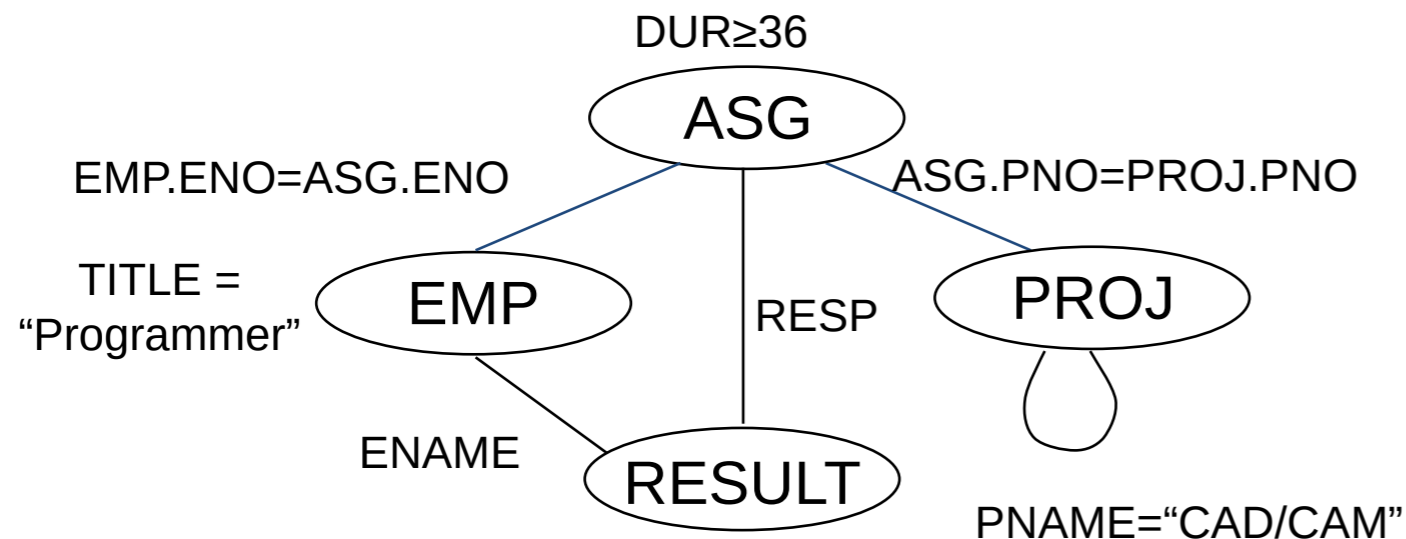 DUR≥36
ASG
EMP.ENO=ASG.ENO
ASG.PNO=PROJ.PNO
TITLE =
“Programmer”
EMP
RESP
PROJ
ENAME
RESULT
PNAME=“CAD/CAM”